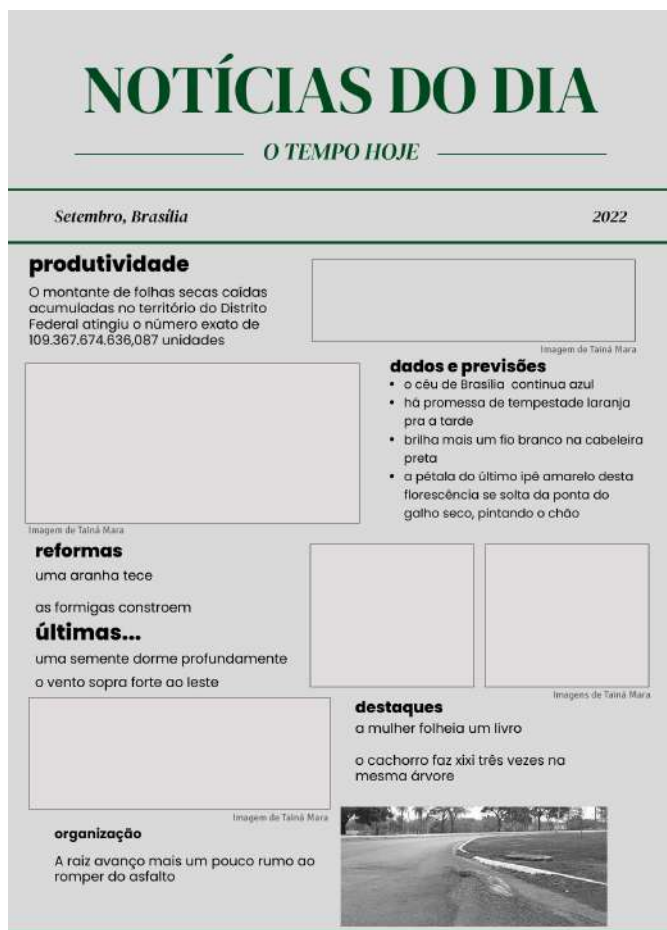 NOTÍCIAS DO DIA
O TEMPO HOJE
Setembro, Brasília
2022
produtividade
O montante de folhas secas caídas
acumuladas no território do Distrito
Federal atingiu o número exato de
109.367.674.636,087 unidades
Imagem de Tainá Mara
dados e previsões
• o céu de Brasília continua azul
• há promessa de tempestade laranja
pra a tarde
• brilha mais um fio branco na cabeleira
preta
• a pétala do último ipê amarelo desta
florescência se solta da ponta do
galho seco, pintando o chão
Imagem de Tainá Mara
reformas
uma aranha tece
as formigas constroem
últimas...
uma semente dorme profundamente
o vento sopra forte ao leste
Imagens de Tainá Mara
destaques
a mulher folheia um livro
o cachorro faz xixi três vezes na
mesma árvore
Imagem de Tainá Mara
organização
A raiz avanço mais um pouco rumo ao
romper do asfalto